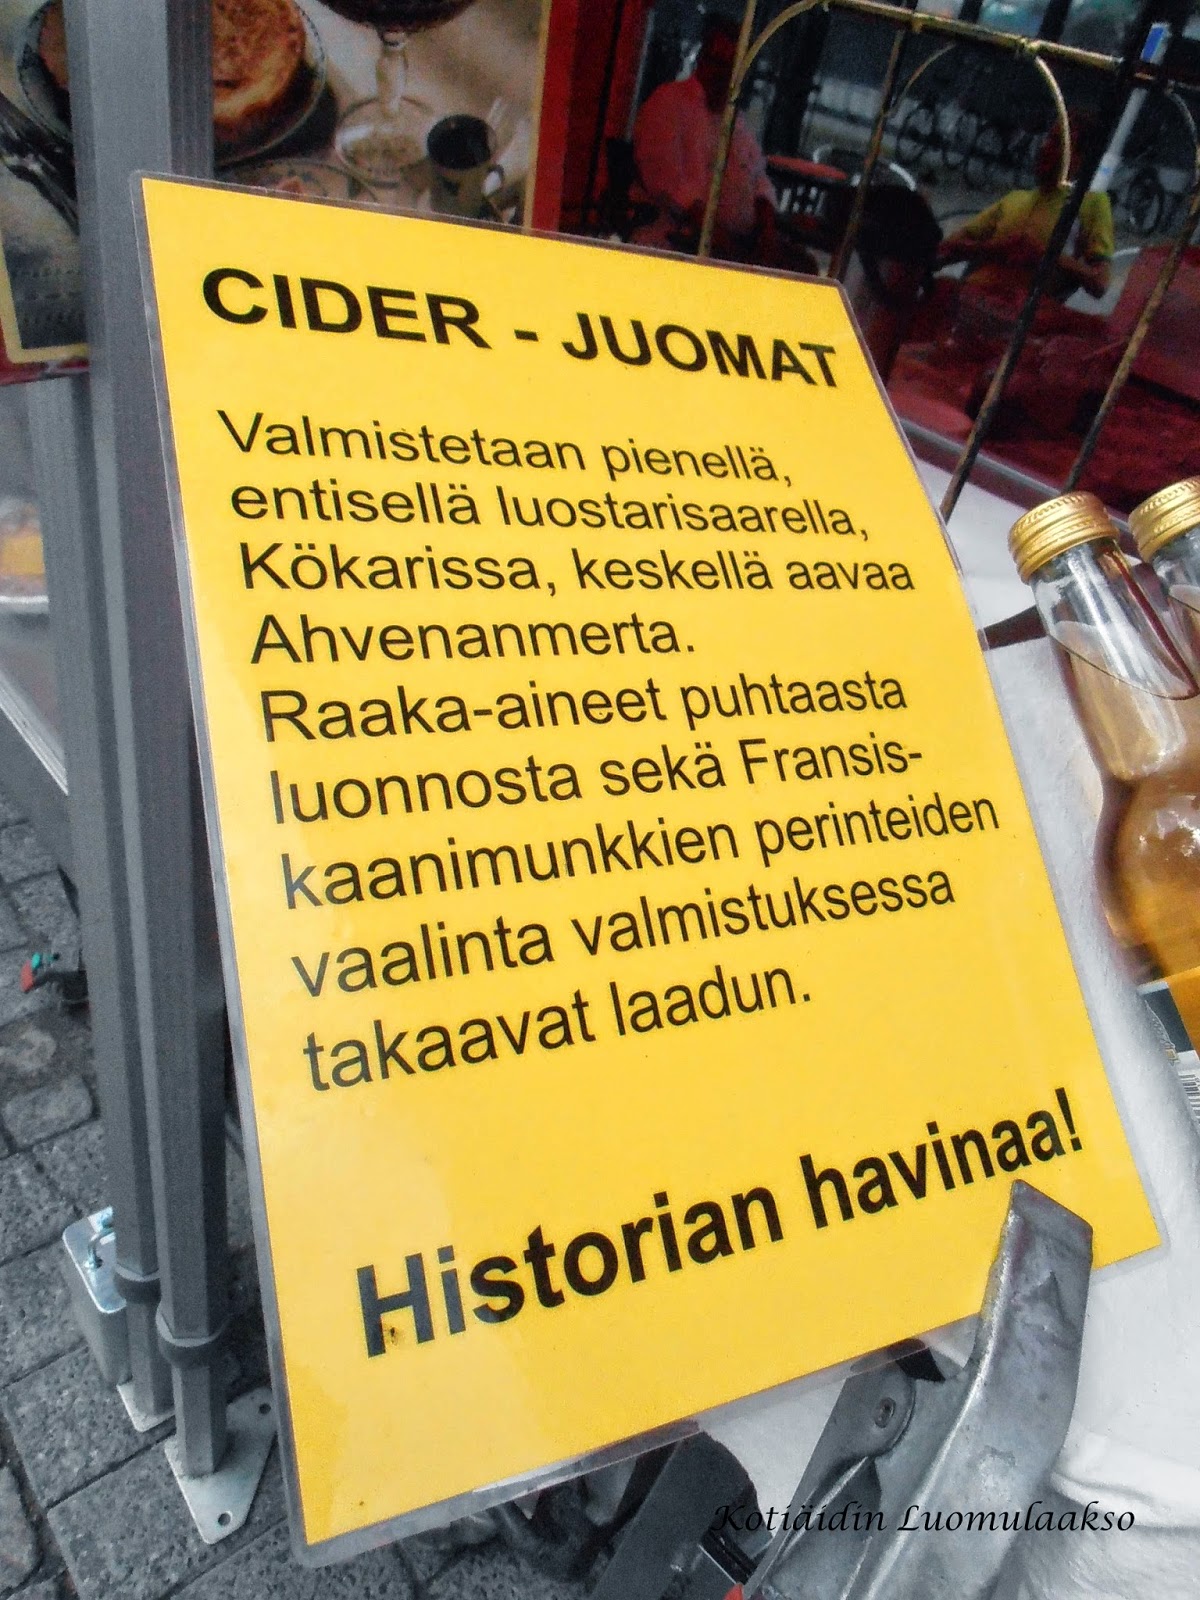 CIDER - JUOMAT
Valmistetaan pienellä,
entisellä luostarisaarella,
Kökarissa, keskellä aavaa
Ahvenanmerta.
Raaka-aineet puhtaasta
luonnosta sekä Fransis-
kaanimunkkien perinteiden
vaalinta valmistuksessa
takaavat laadun.
Historian havinaa!
Kotiäidin Luomulaakso